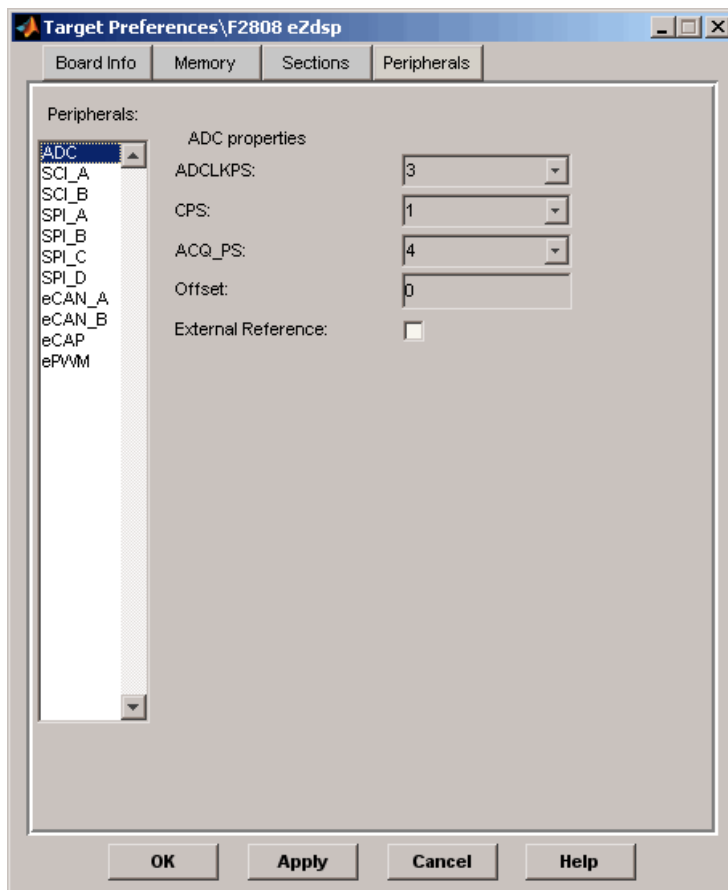 Target Preferences\F2808 eZdsp
Board Info Memory Sections Peripherals
Peripherals:
ADC
SCI_A
SCI_B
SPI_A
SPI_B
SPI_C
SPI_D
eCAN_A
eCAN_B
eCAP
ePWM
ADC properties
ADCLKPS: 3
CPS: 1
ACQ_PS: 4
Offset: 0
External Reference:
OK Apply Cancel Help